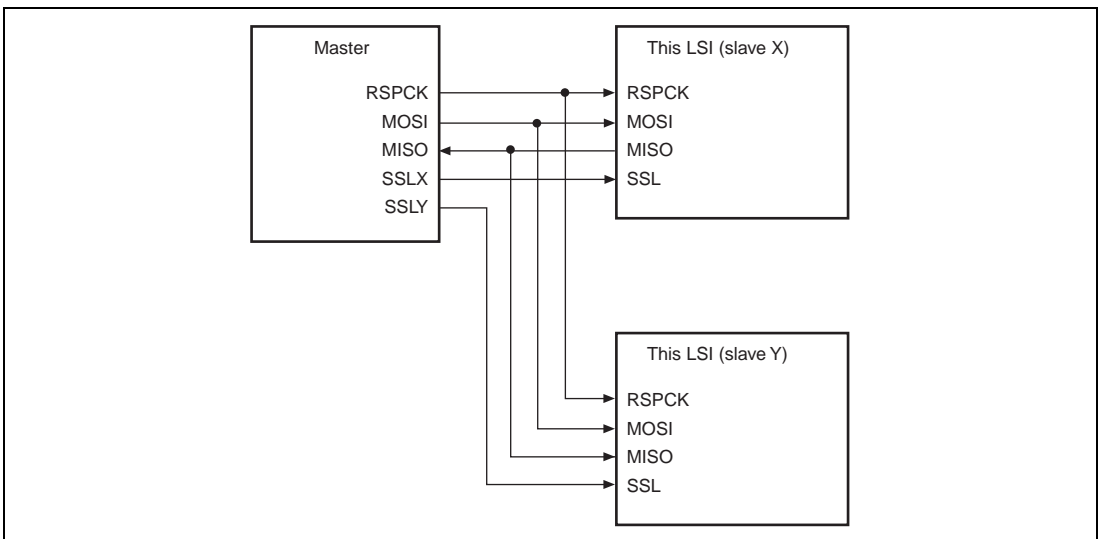 Master
RSPCK
MOSI
MISO
SSLX
SSLY
This LSI (slave X)
RSPCK
MOSI
MISO
SSL
This LSI (slave Y)
RSPCK
MOSI
MISO
SSL